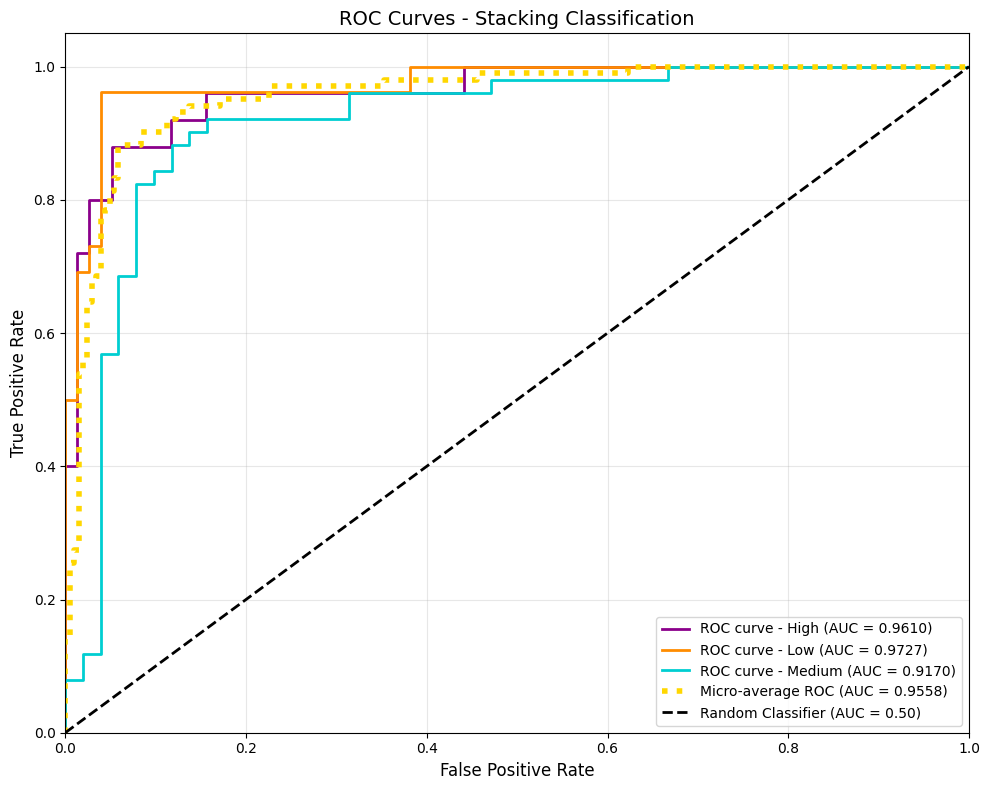 ROC Curves - Stacking Classification
True Positive Rate
1.0
0.8
0.6
0.4
0.2
0.0
0.0 0.2 0.4 0.6 0.8 1.0
False Positive Rate
ROC curve - High (AUC = 0.9610)
ROC curve - Low (AUC = 0.9727)
ROC curve - Medium (AUC = 0.9170)
Micro-average ROC (AUC = 0.9558)
Random Classifier (AUC = 0.50)